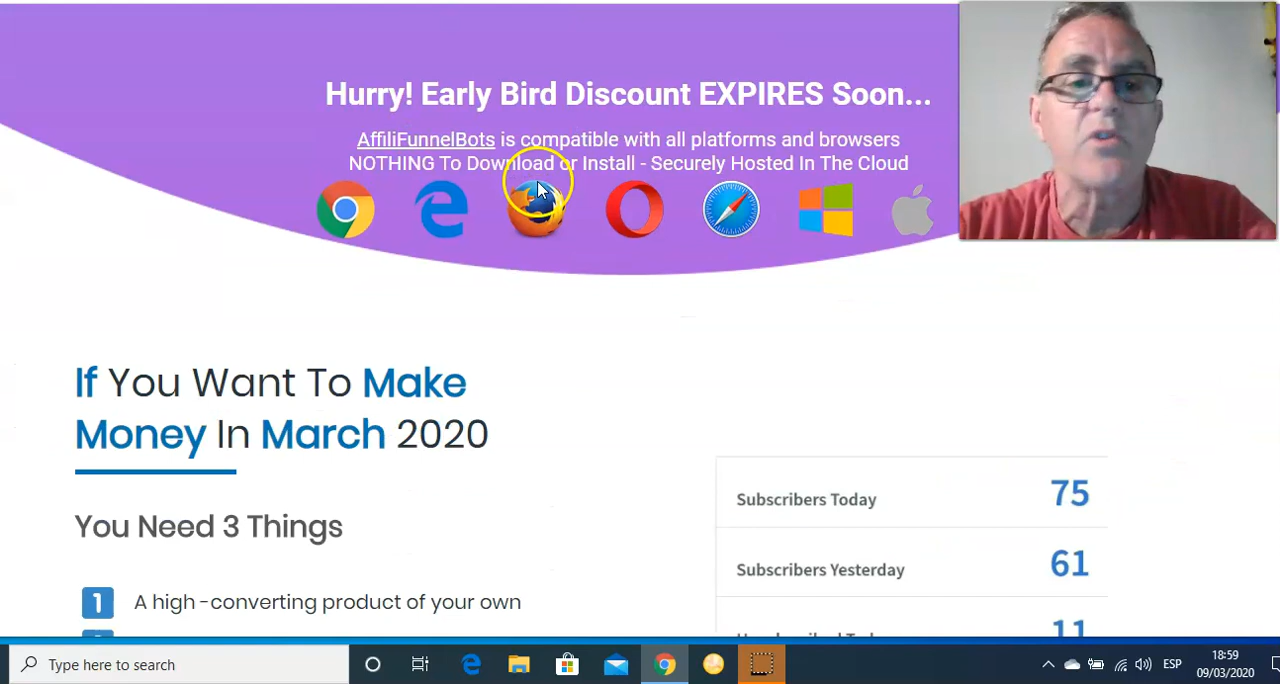 Hurry! Early Bird Discount EXPIRES Soon...
AffiliFunnelBots is compatible with all platforms and browsers
NOTHING To Download or Install - Securely Hosted In The Cloud
If You Want To Make
Money In March 2020
You Need 3 Things
1 A high -converting product of your own
Subscribers Today 75
Subscribers Yesterday 61
11
Type here to search
ESP
18:59
09/03/2020